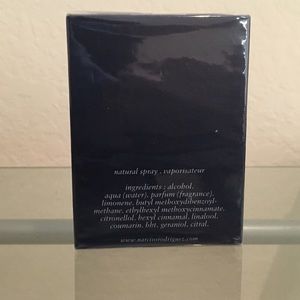 natural spray . vaporisateur
ingredients : alcohol,
aqua (water), parfum (fragrance),
limonene, butyl methoxydibenzoyl-
methane, ethylhexyl methoxycinnamate,
citronellol, hexyl cinnamal, linalool,
coumarin, bht, geraniol, citral.
www.narcisorodriguez.com